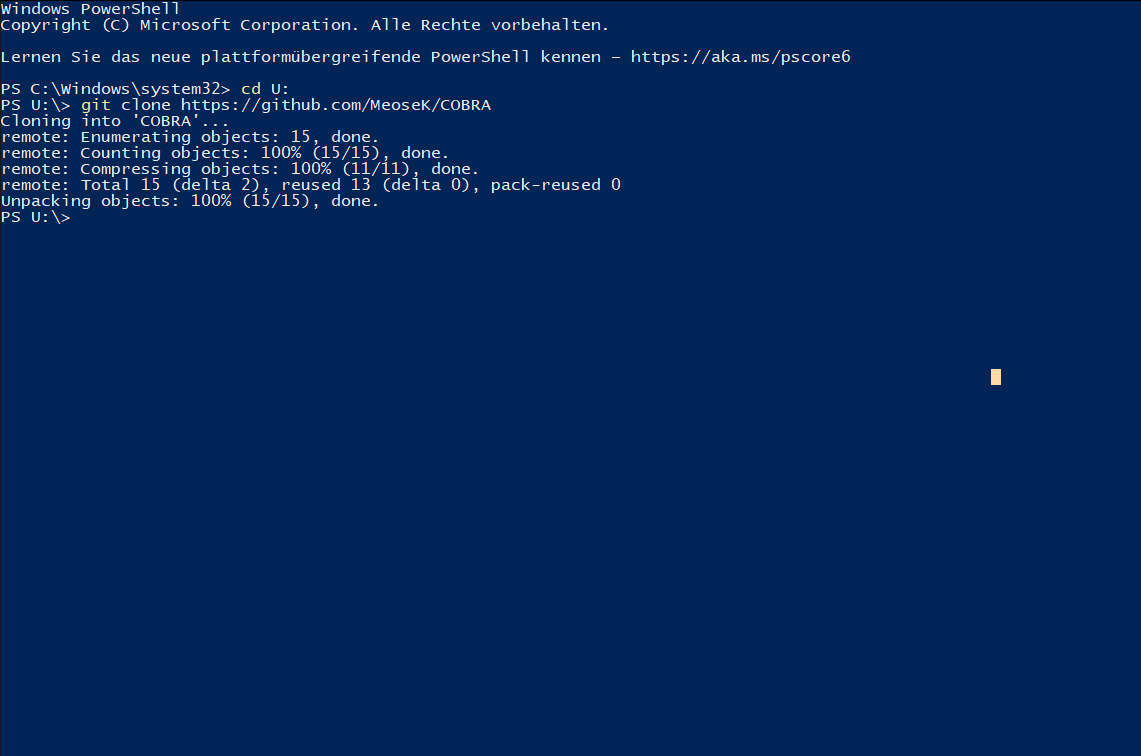 Windows PowerShell
Copyright (C) Microsoft Corporation. Alle Rechte vorbehalten.
Lernen Sie das neue plattformübergreifende PowerShell kennen – https://aka.ms/pscore6
PS C:\Windows\system32> cd U:
PS U:\> git clone https://github.com/MeoseK/COBRA
Cloning into 'COBRA'...
remote: Enumerating objects: 15, done.
remote: Counting objects: 100% (15/15), done.
remote: Compressing objects: 100% (11/11), done.
remote: Total 15 (delta 2), reused 13 (delta 0), pack-reused 0
Unpacking objects: 100% (15/15), done.
PS U:\>